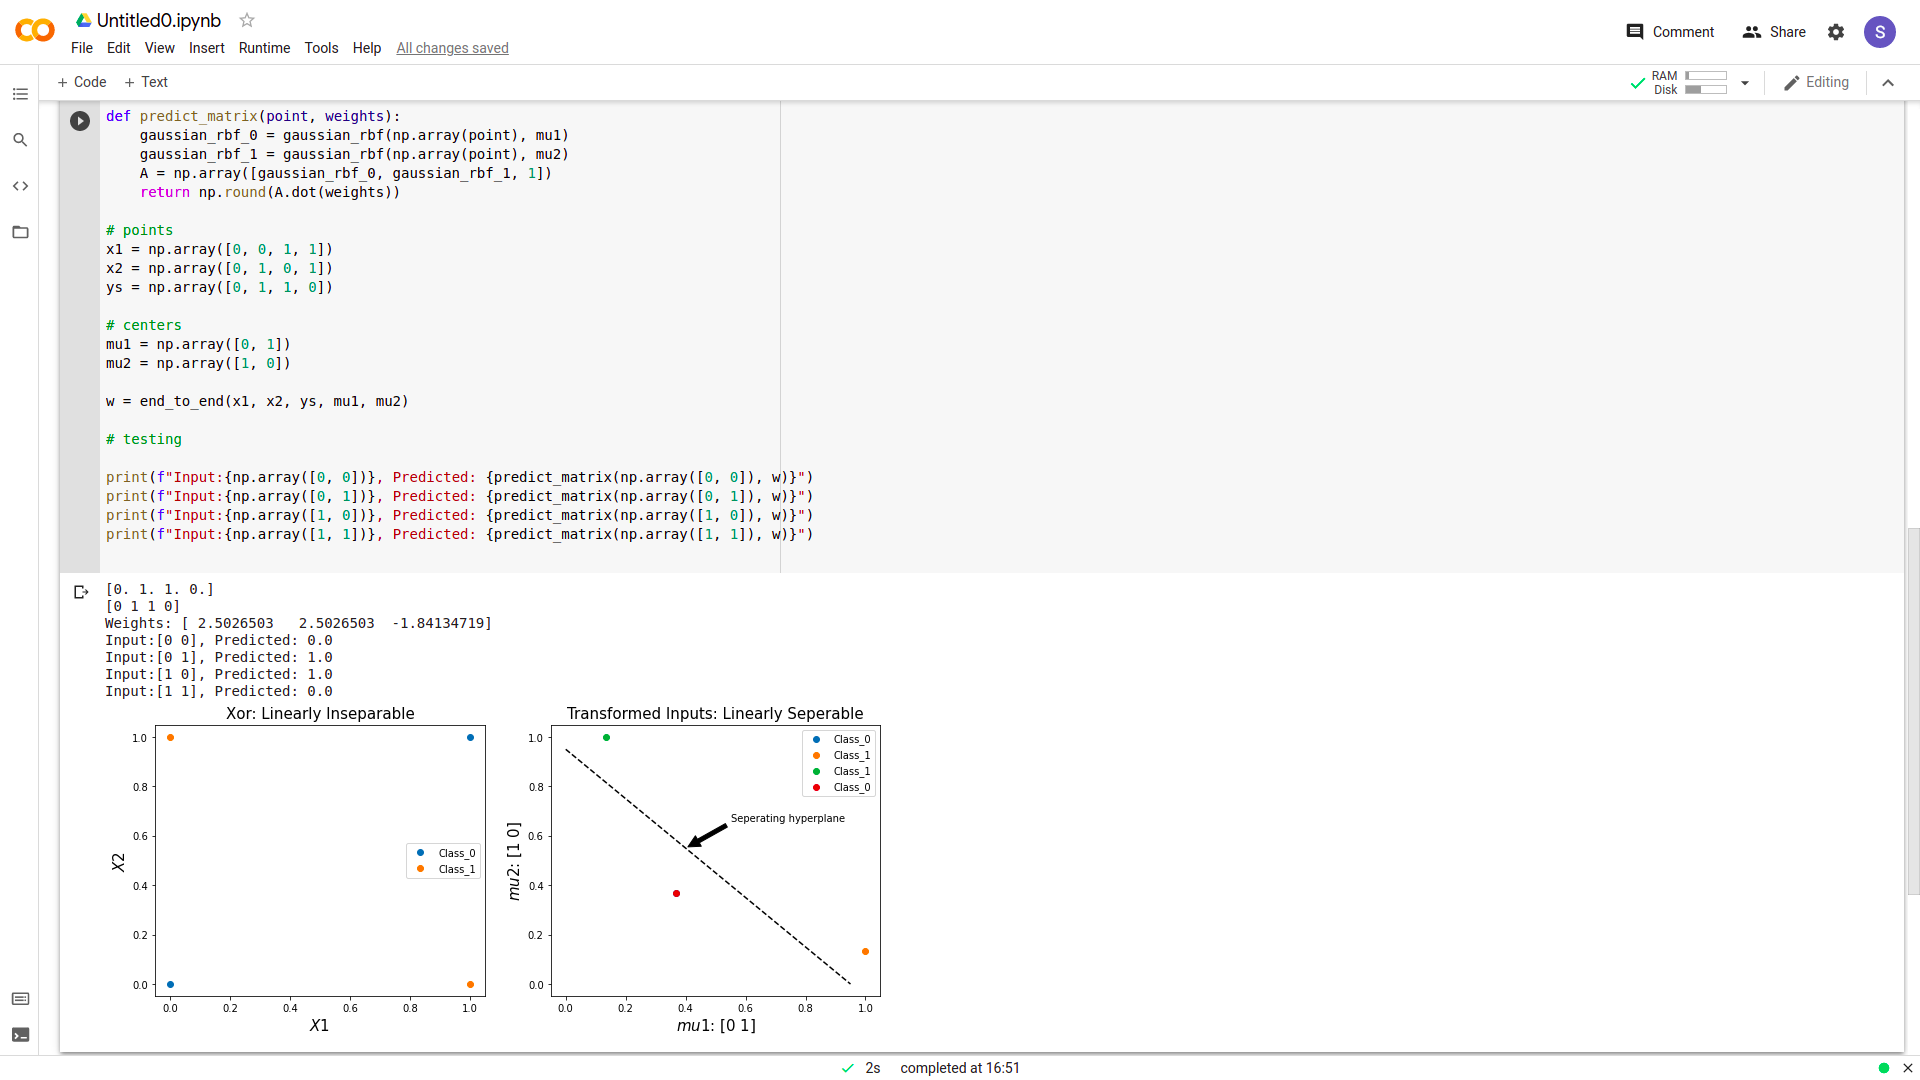 Untitled0.ipynb
File Edit View Insert Runtime Tools Help All changes saved
Comment Share S
+ Code + Text
RAM
Disk
Editing
def predict_matrix(point, weights):
    gaussian_rbf_0 = gaussian_rbf(np.array(point), mu1)
    gaussian_rbf_1 = gaussian_rbf(np.array(point), mu2)
    A = np.array([gaussian_rbf_0, gaussian_rbf_1, 1])
    return np.round(A.dot(weights))
# points
x1 = np.array([0, 0, 1, 1])
x2 = np.array([0, 1, 0, 1])
ys = np.array([0, 1, 1, 0])
# centers
mu1 = np.array([0, 1])
mu2 = np.array([1, 0])
w = end_to_end(x1, x2, ys, mu1, mu2)
# testing
print(f"Input:{np.array([0, 0])}, Predicted: {predict_matrix(np.array([0, 0]), w)}")
print(f"Input:{np.array([0, 1])}, Predicted: {predict_matrix(np.array([0, 1]), w)}")
print(f"Input:{np.array([1, 0])}, Predicted: {predict_matrix(np.array([1, 0]), w)}")
print(f"Input:{np.array([1, 1])}, Predicted: {predict_matrix(np.array([1, 1]), w)}")
[0. 1. 1. 0.]
[0 1 1 0]
Weights: [ 2.5026503   2.5026503  -1.84134719]
Input:[0 0], Predicted: 0.0
Input:[0 1], Predicted: 1.0
Input:[1 0], Predicted: 1.0
Input:[1 1], Predicted: 0.0
Xor: Linearly Inseparable
1.0
0.8
0.6
0.4
0.2
0.0
X2
Class_0
Class_1
0.0 0.2 0.4 0.6 0.8 1.0
X1
Transformed Inputs: Linearly Seperable
1.0
0.8
0.6
0.4
0.2
0.0
mu2: [1 0]
Class_0
Class_1
Class_1
Class_0
Seperating hyperplane
0.0 0.2 0.4 0.6 0.8 1.0
mu1: [0 1]
2s completed at 16:51